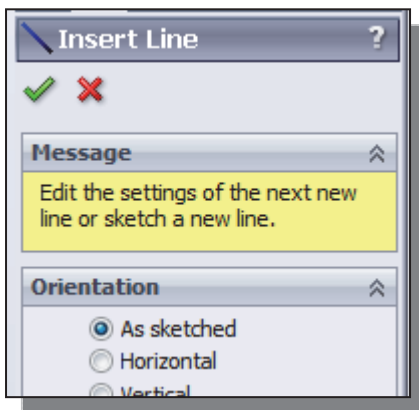 Insert Line ?
Message
Edit the settings of the next new
line or sketch a new line.
Orientation
As sketched
Horizontal
Vertical